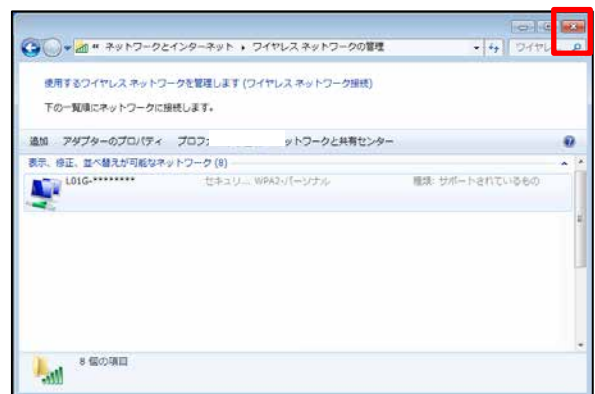 ネットワークとインターネット ▸ ワイヤレス ネットワークの管理
使用するワイヤレス ネットワークを管理します (ワイヤレス ネットワーク接続)
下の一覧順にネットワークに接続します。
追加 アダプターのプロパティ プロフ ットワークと共有センター
表示、修正、並べ替えが可能なネットワーク (8)
L01G-******** セキュリ... WPA2-パーソナル 種類: サポートされているもの
8 個の項目